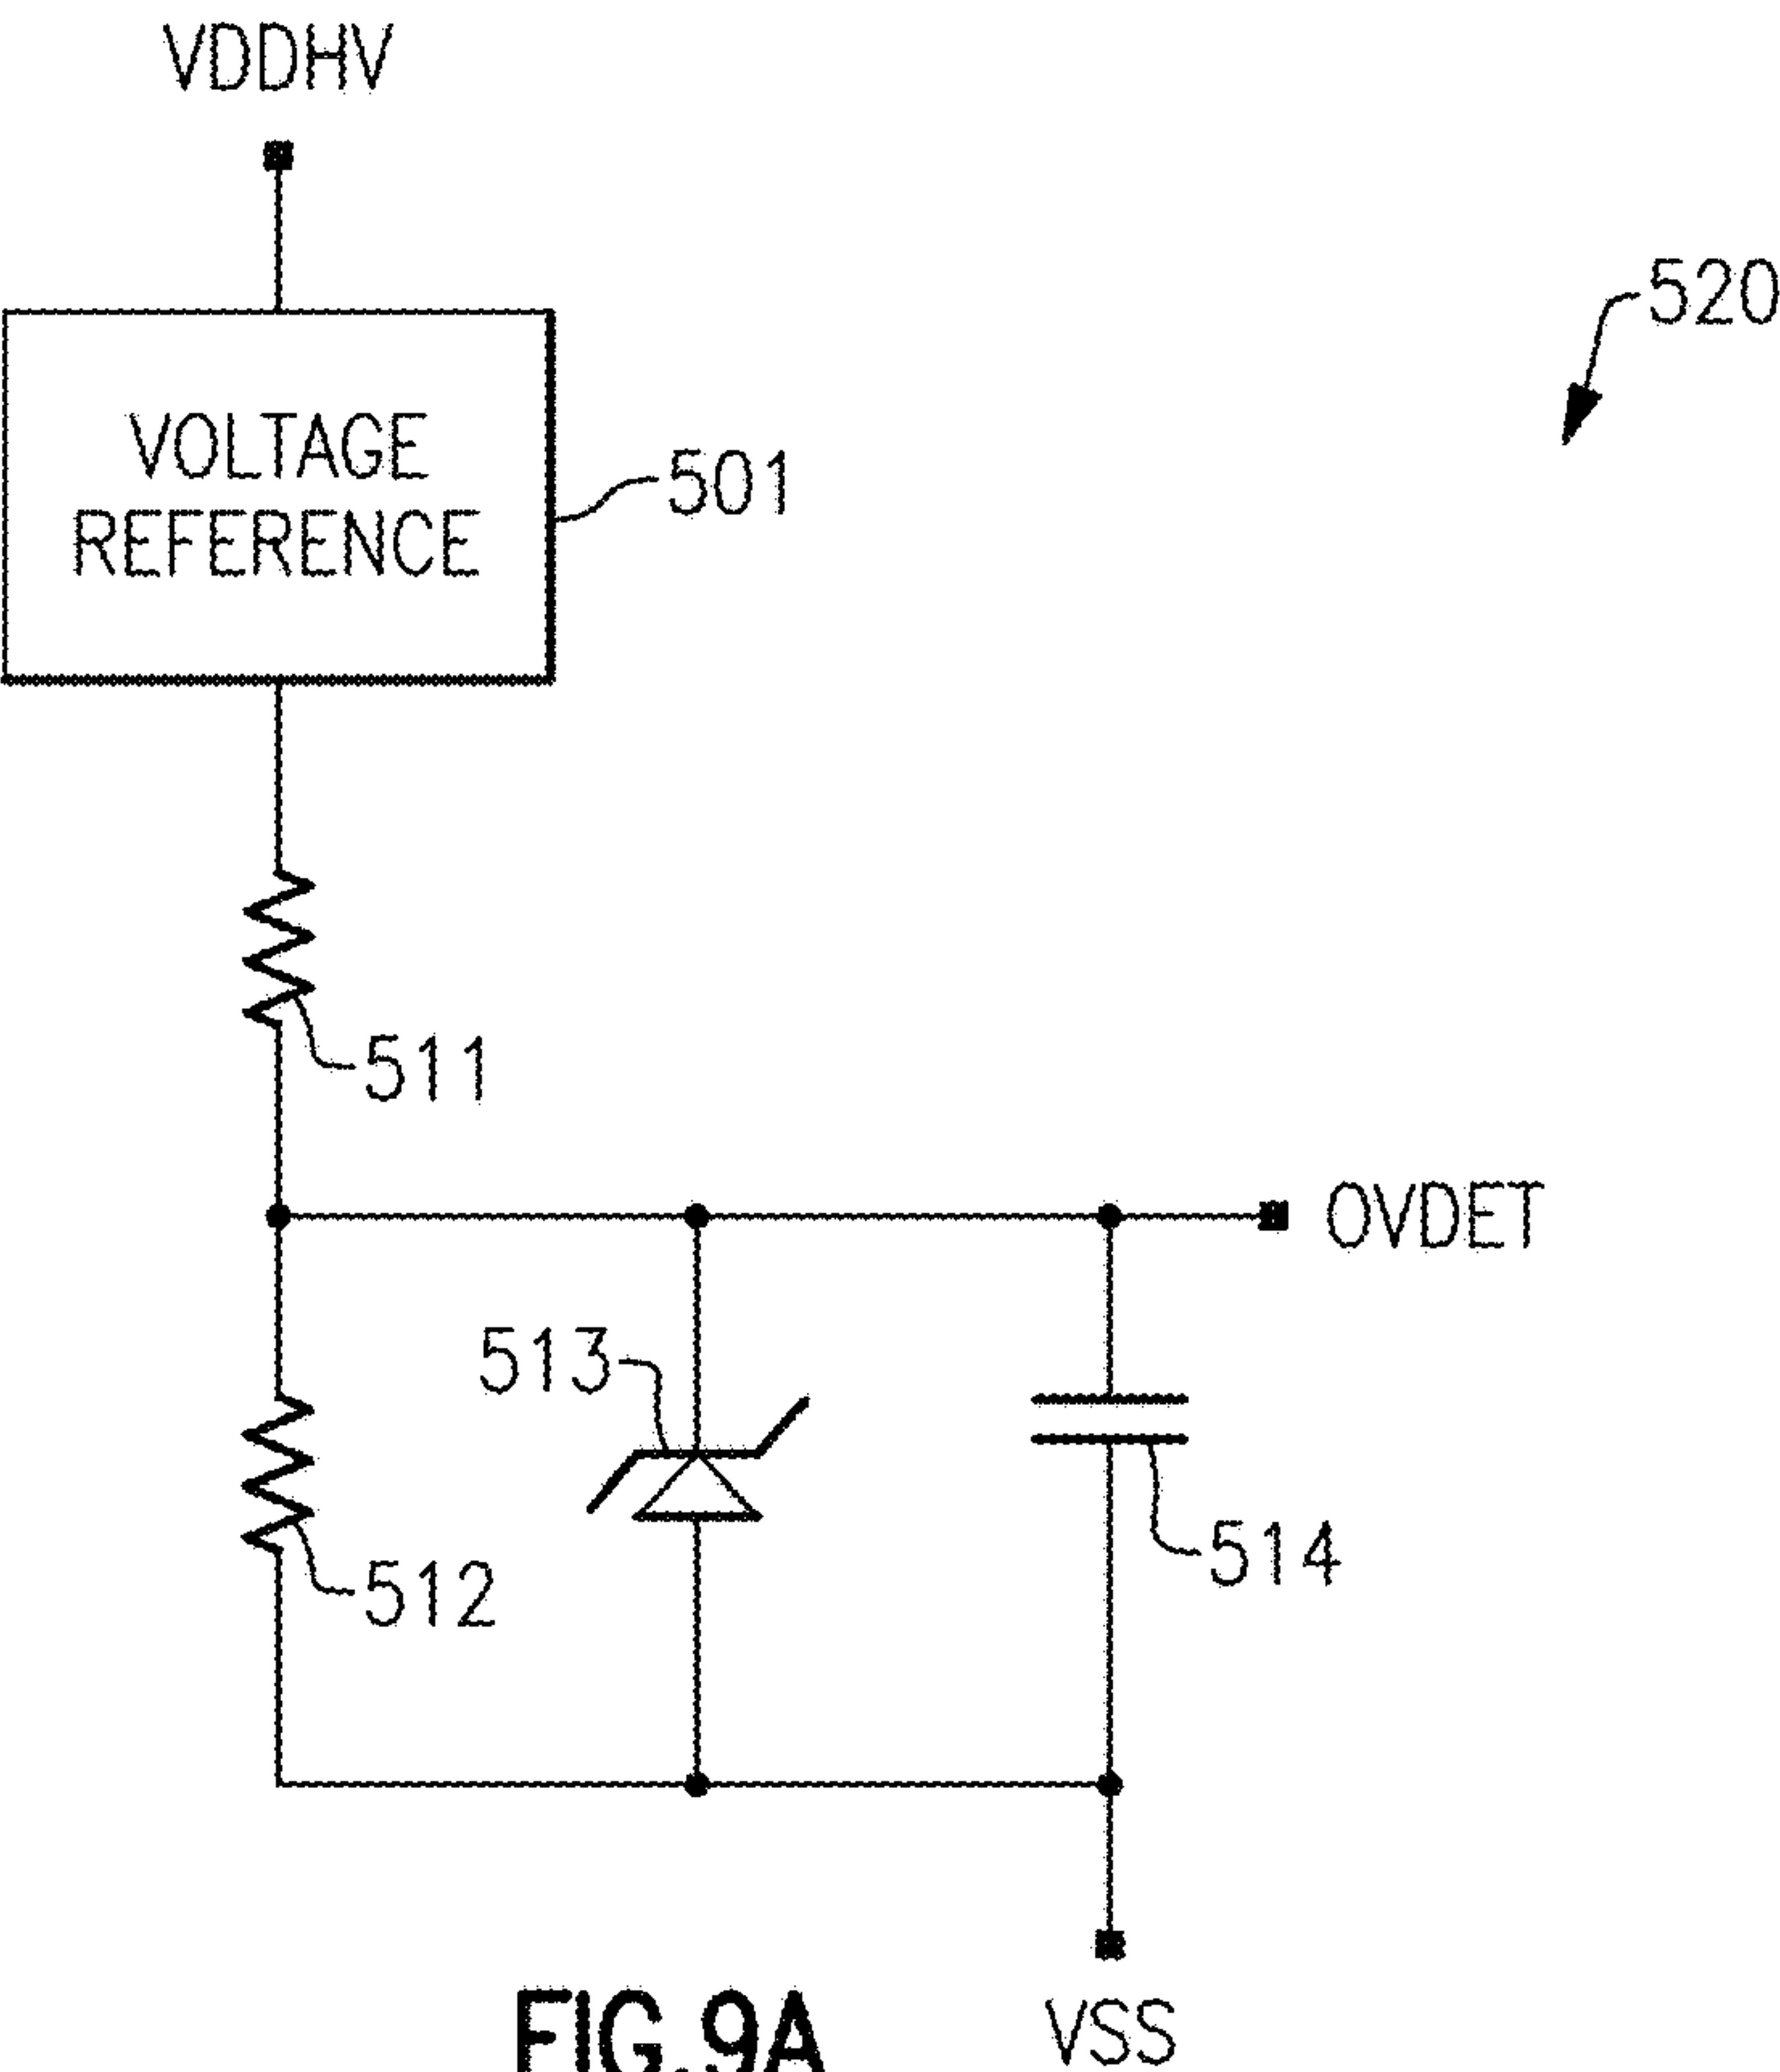 VDDHV
520
VOLTAGE
REFERENCE
501
511
OVDET
513
514
512
VSS
FIG.9A